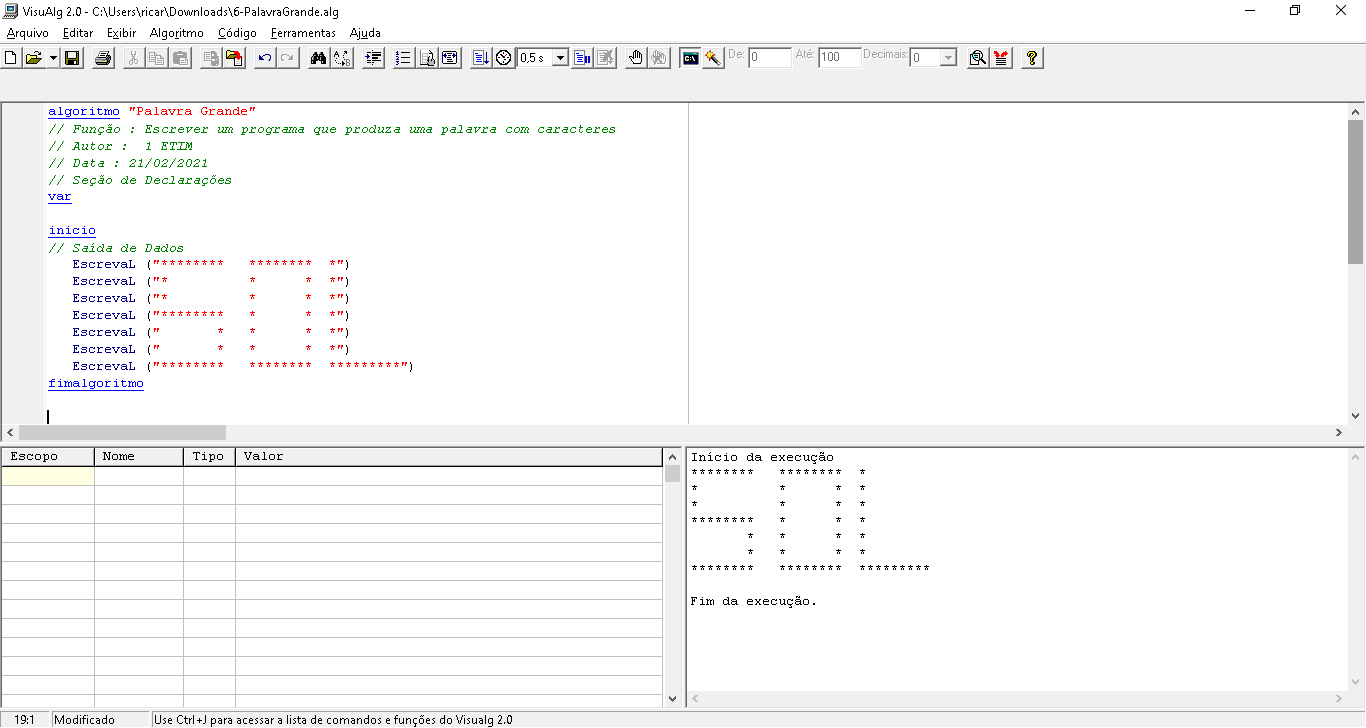 VisuAlg 2.0 - C:\Users\ricar\Downloads\6-PalavraGrande.alg
Arquivo Editar Exibir Algoritmo Código Ferramentas Ajuda
0,5 s De: 0 Até: 100 Decimais: 0
algoritmo "Palavra Grande"
// Função : Escrever um programa que produza uma palavra com caracteres
// Autor :  1 ETIM
// Data : 21/02/2021
// Seção de Declarações
var
inicio
// Saída de Dados
   EscrevaL ("********   ********  *")
   EscrevaL ("*          *      *  *")
   EscrevaL ("*          *      *  *")
   EscrevaL ("********   *      *  *")
   EscrevaL ("       *   *      *  *")
   EscrevaL ("       *   *      *  *")
   EscrevaL ("********   ********  *********")
fimalgoritmo
Escopo Nome Tipo Valor
Início da execução
********   ********  *
*          *      *  *
*          *      *  *
********   *      *  *
       *   *      *  *
       *   *      *  *
********   ********  *********
Fim da execução.
19:1 Modificado Use Ctrl+J para acessar a lista de comandos e funções do Visualg 2.0